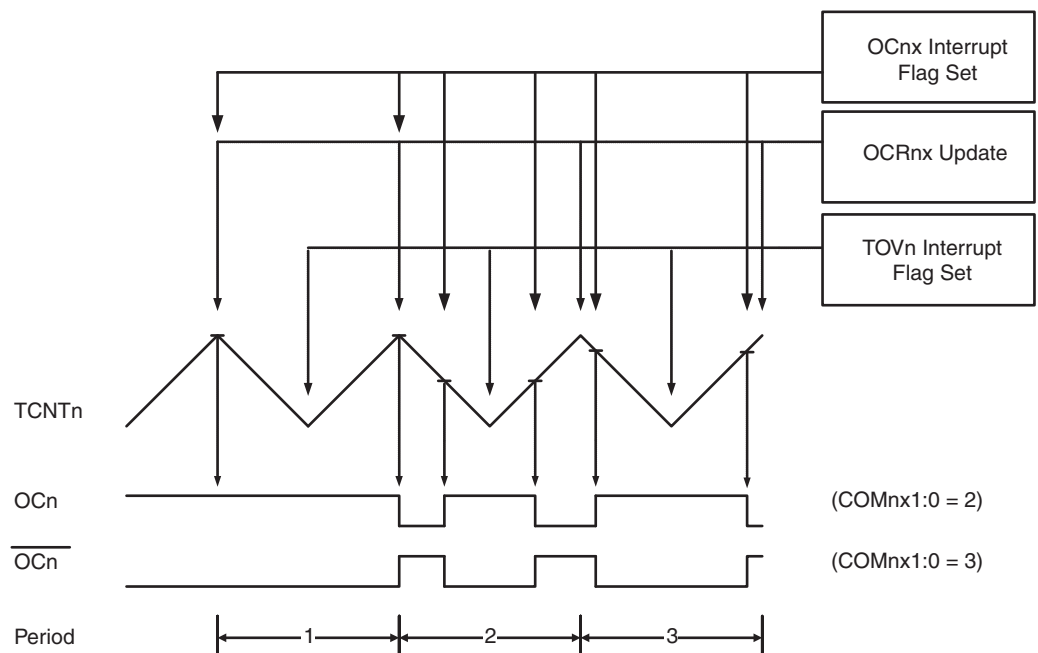 OCnx Interrupt
Flag Set
OCRnx Update
TOVn Interrupt
Flag Set
TCNTn
OCn
(COMnx1:0 = 2)
OCn
(COMnx1:0 = 3)
Period
1
2
3